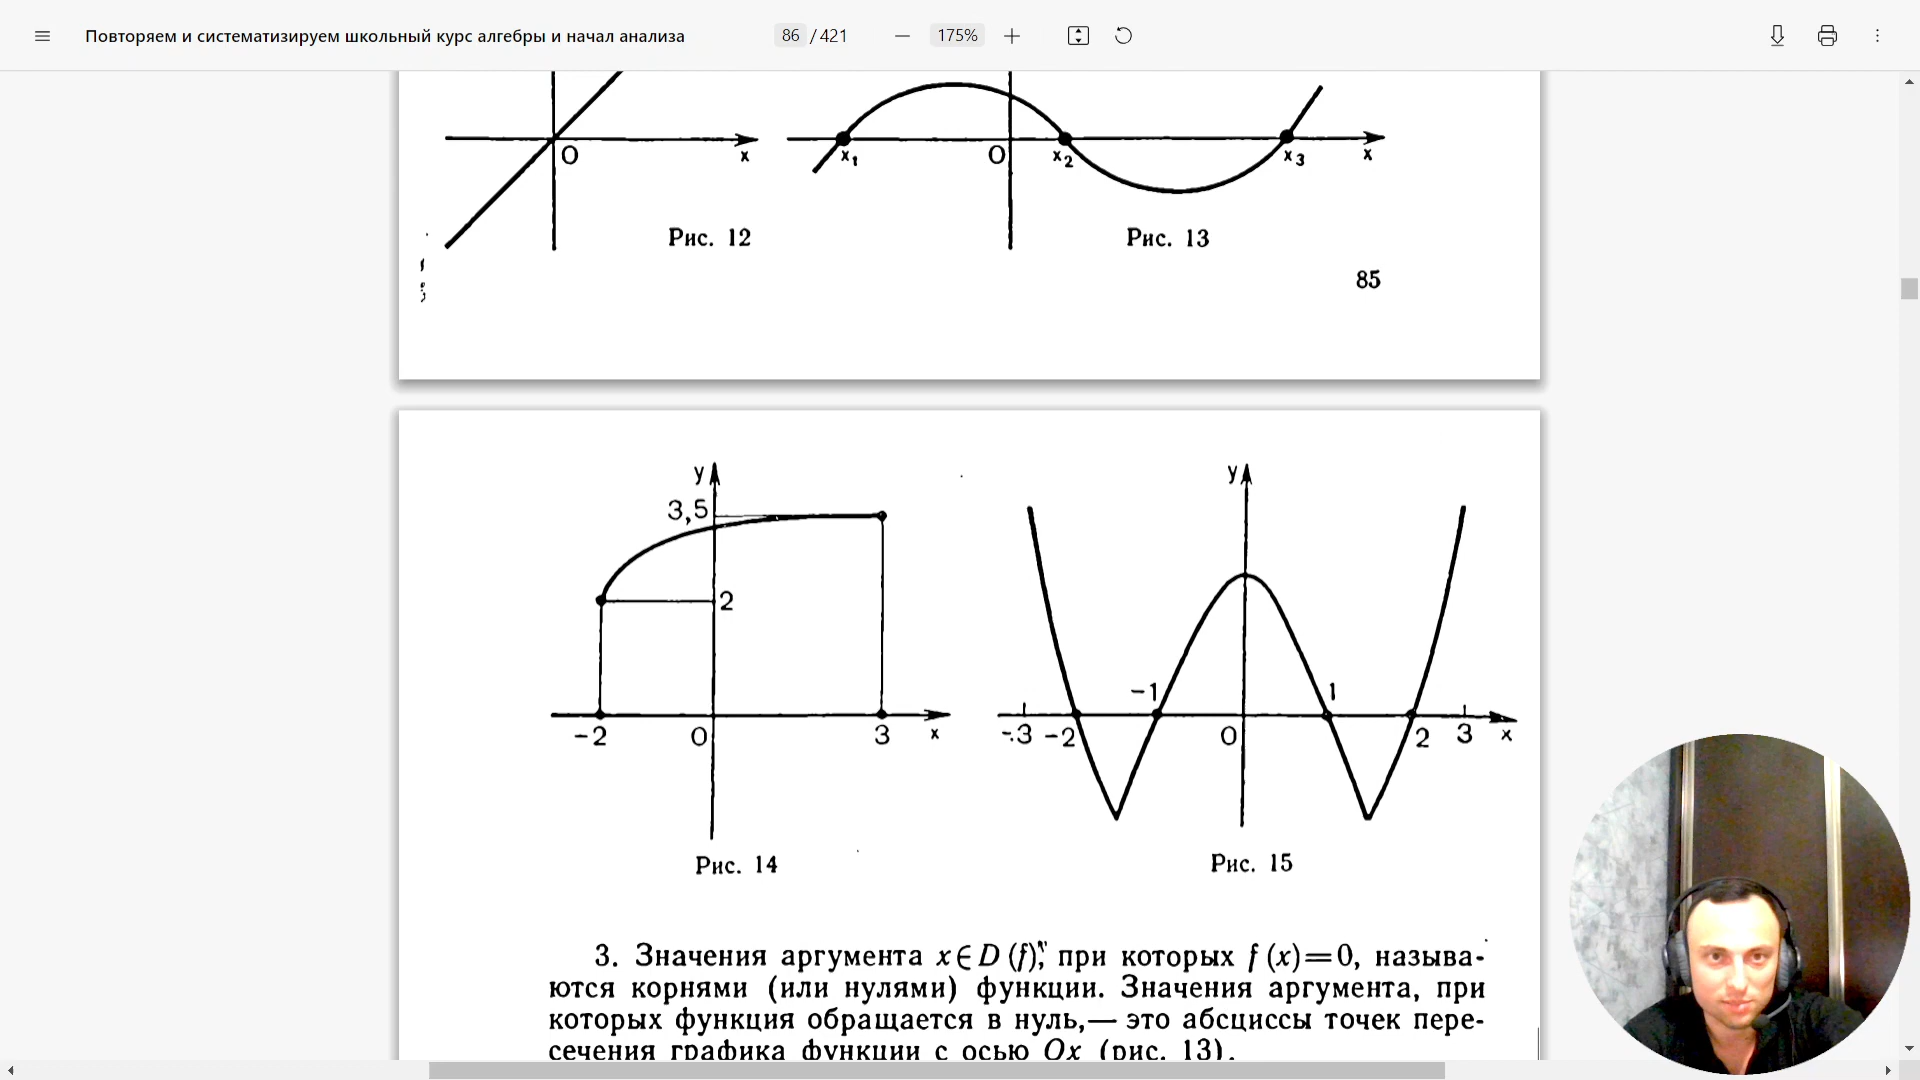 Повторяем и систематизируем школьный курс алгебры и начал анализа
86 / 421
175%
O
x
x₁
O
x₂
x₃
x
Рис. 12
Рис. 13
85
y
3,5
2
-2
O
3
x
Рис. 14
y
-1
1
-3
-2
O
2
3
x
Рис. 15
3. Значения аргумента x∈D (f), при которых f (x)=0, называ-
ются корнями (или нулями) функции. Значения аргумента, при
которых функция обращается в нуль,— это абсциссы точек пере-
сечения графика функции с осью Ox (рис. 13).